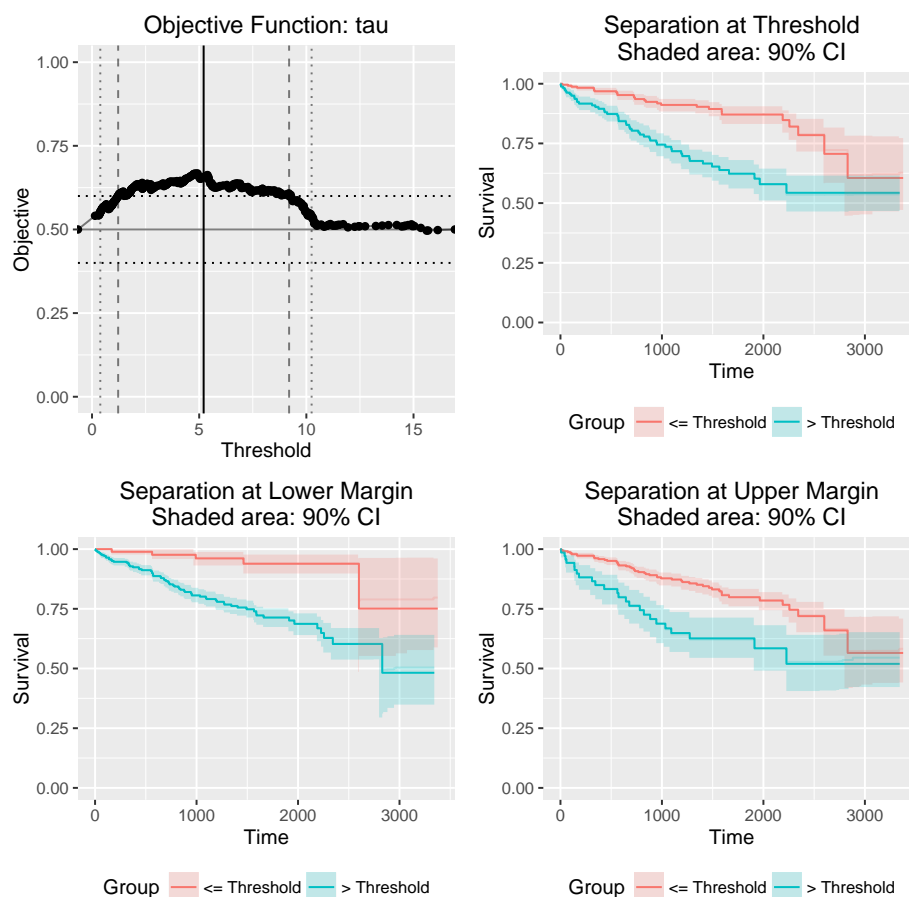 Objective Function: tau
1.00
0.75
0.50
0.25
0.00
Objective
0
5
10
15
Threshold
Separation at Threshold
Shaded area: 90% CI
1.00
0.75
0.50
0.25
0.00
Survival
0
1000
2000
3000
Time
Group <= Threshold > Threshold
Separation at Lower Margin
Shaded area: 90% CI
1.00
0.75
0.50
0.25
0.00
Survival
0
1000
2000
3000
Time
Group <= Threshold > Threshold
Separation at Upper Margin
Shaded area: 90% CI
1.00
0.75
0.50
0.25
0.00
Survival
0
1000
2000
3000
Time
Group <= Threshold > Threshold